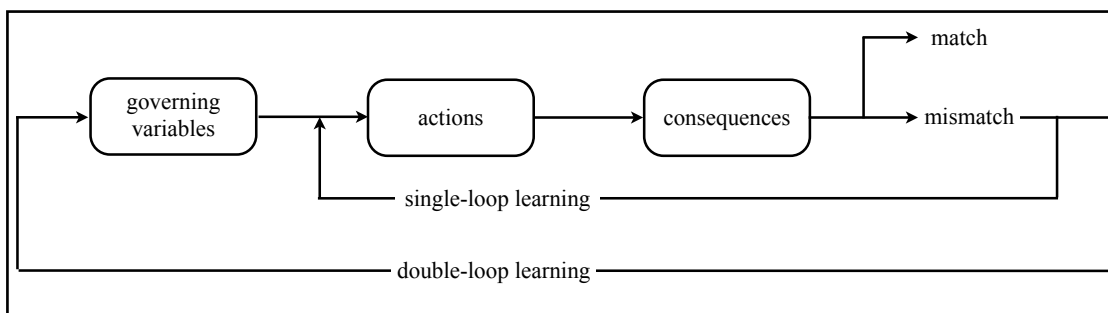 match
governing
variables
actions
consequences
mismatch
single-loop learning
double-loop learning